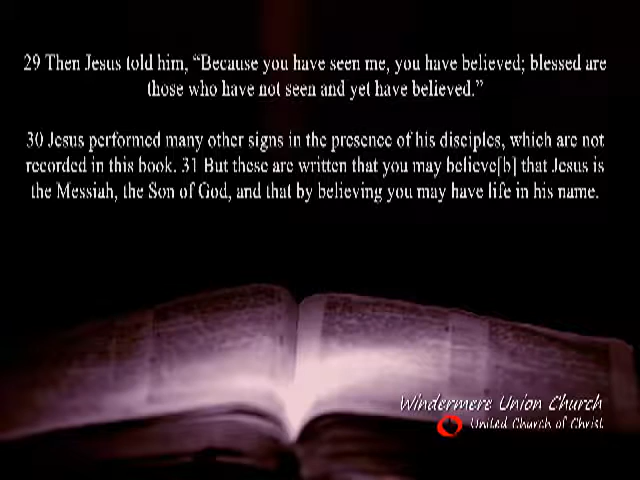 29 Then Jesus told him, “Because you have seen me, you have believed; blessed are
those who have not seen and yet have believed.”
30 Jesus performed many other signs in the presence of his disciples, which are not
recorded in this book. 31 But these are written that you may believe[b] that Jesus is
the Messiah, the Son of God, and that by believing you may have life in his name.
Windermere Union Church
United Church of Christ